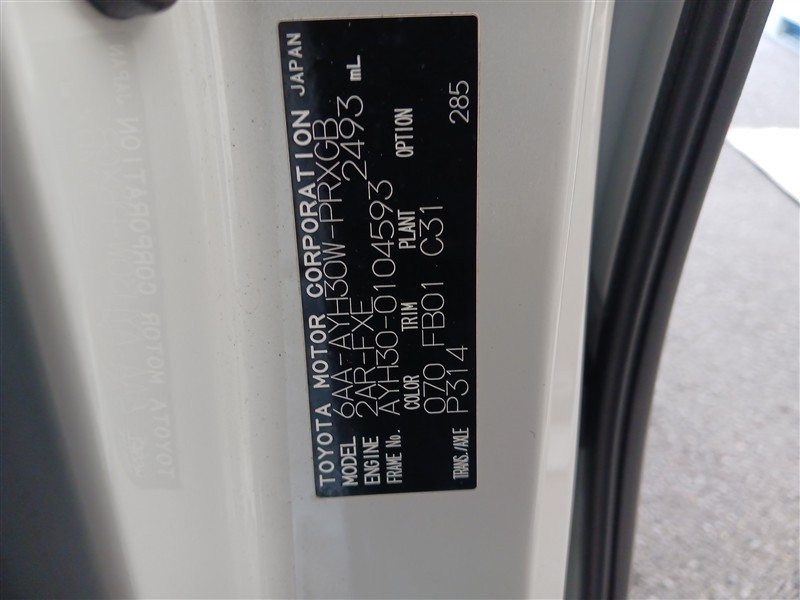 TOYOTA MOTOR CORPORATION JAPAN
MODEL 6AA-AYH30W-PRXGB
ENGINE 2AR-FXE 2493 mL
FRAME No. AYH30-0104593
COLOR TRIM PLANT OPTION
070 FB01 C31 285
TRANS./AXLE P314